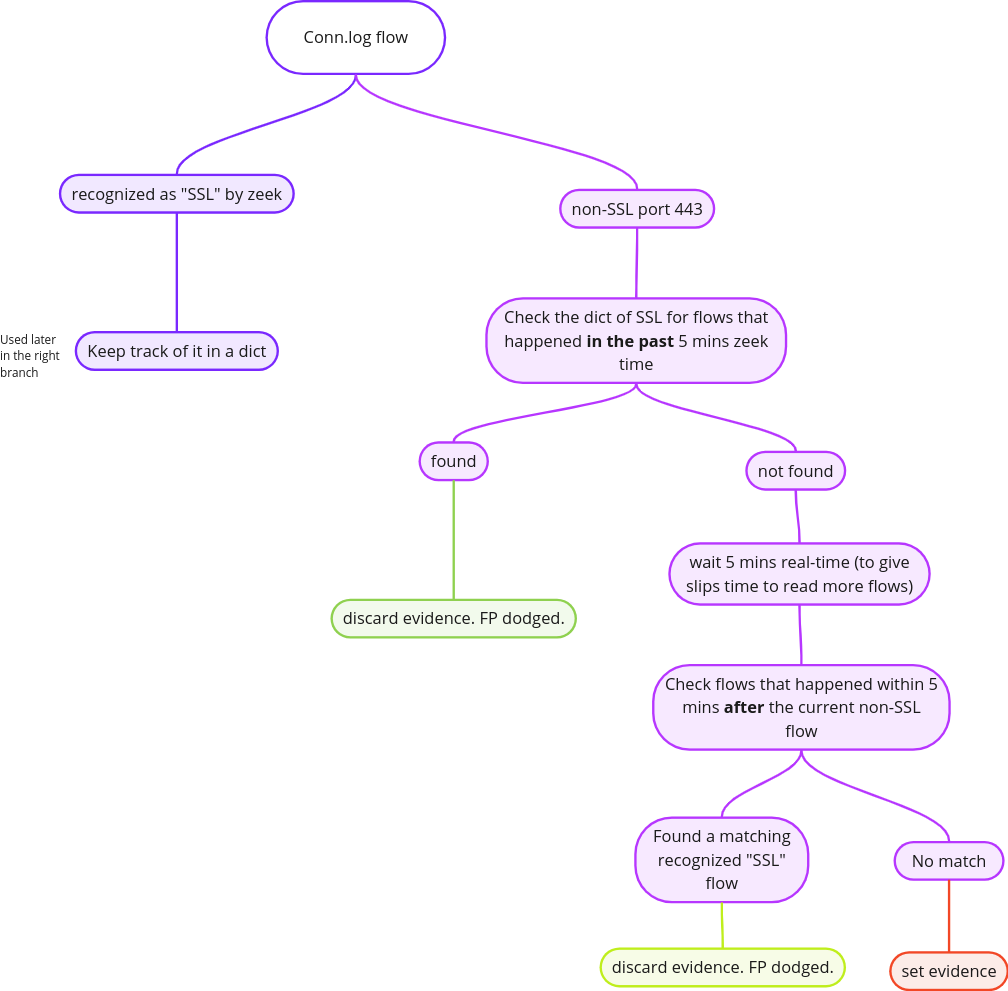 Conn.log flow
recognized as "SSL" by zeek
non-SSL port 443
Check the dict of SSL for flows that
happened in the past 5 mins zeek
time
Used later
in the right
branch
Keep track of it in a dict
found
not found
wait 5 mins real-time (to give
slips time to read more flows)
discard evidence. FP dodged.
Check flows that happened within 5
mins after the current non-SSL
flow
Found a matching
recognized "SSL"
flow
No match
discard evidence. FP dodged.
set evidence